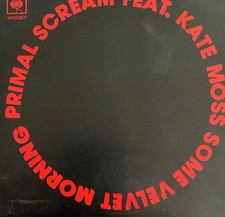 PRIMAL SCREAM FEAT. KATE MOSS SOME VELVET MORNING